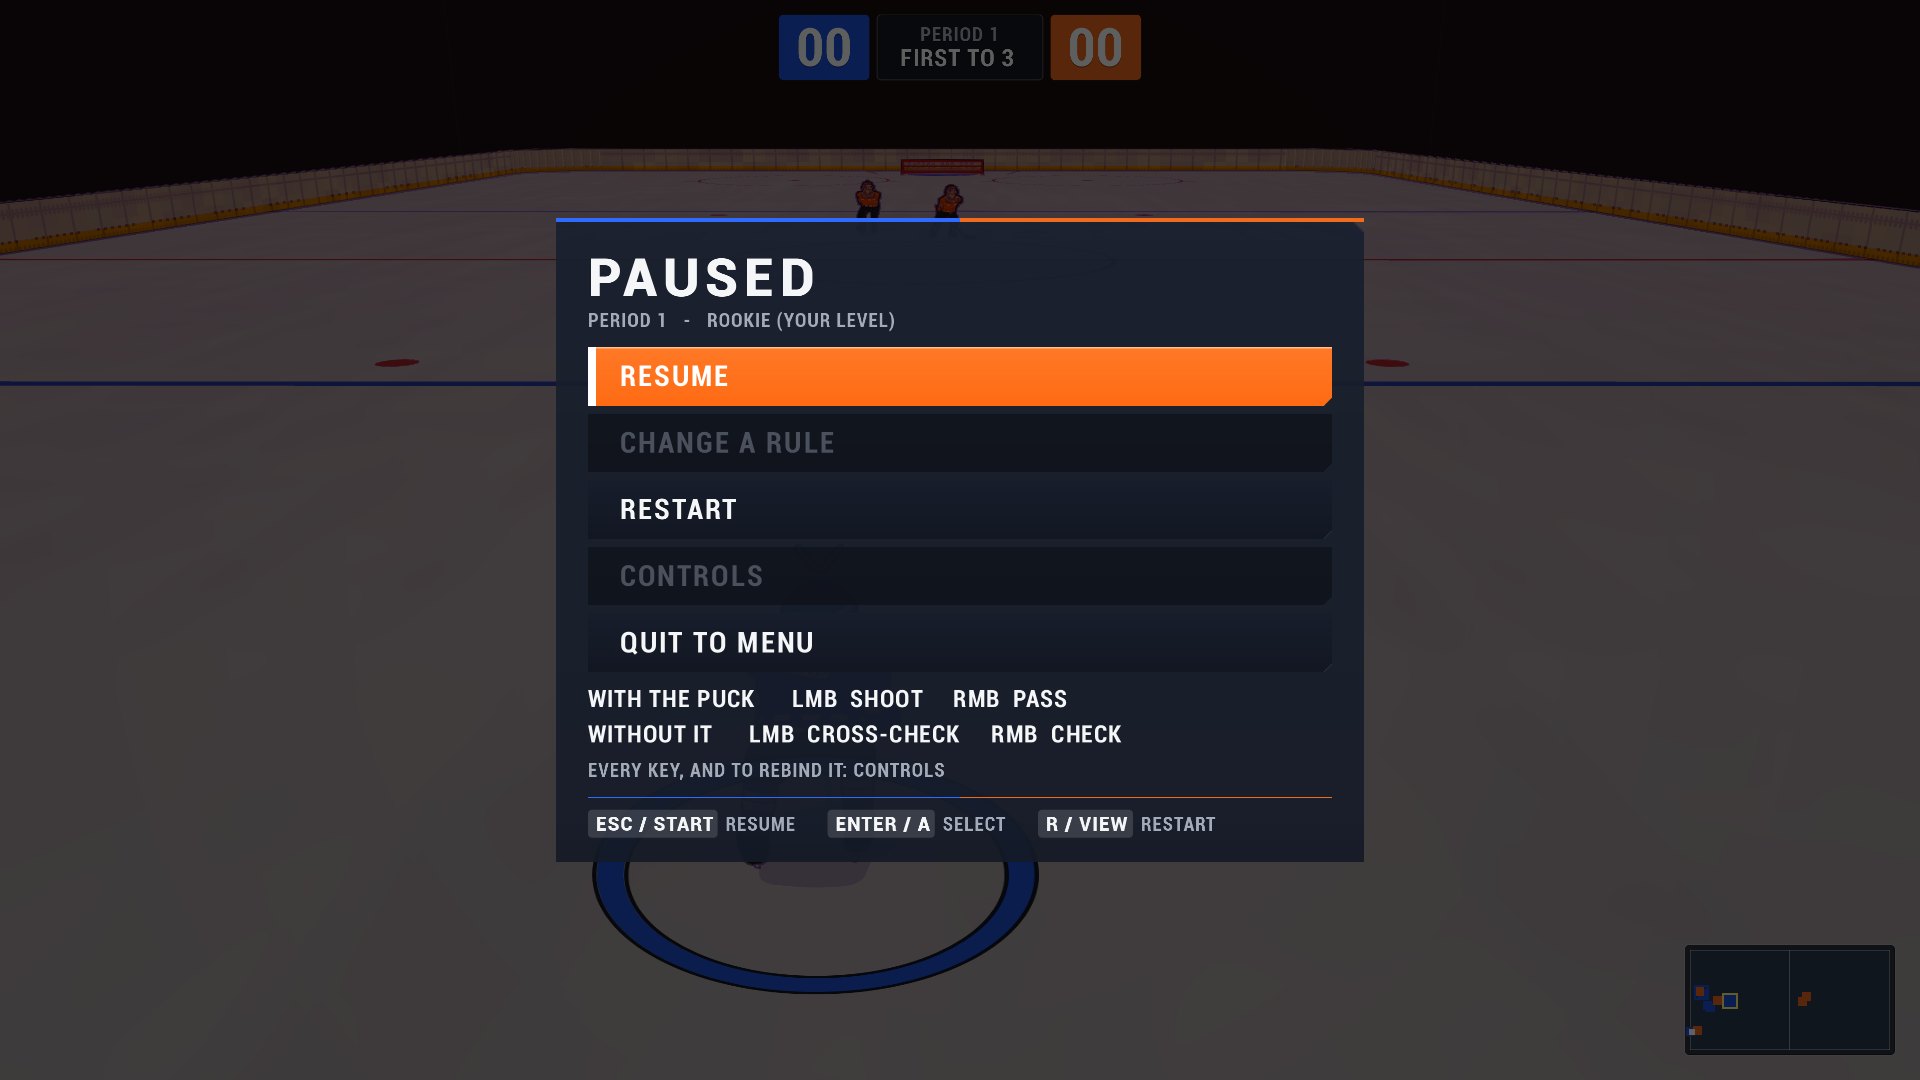 00
PERIOD 1
FIRST TO 3
00
PAUSED
PERIOD 1 - ROOKIE (YOUR LEVEL)
RESUME
CHANGE A RULE
RESTART
CONTROLS
QUIT TO MENU
WITH THE PUCK LMB SHOOT RMB PASS
WITHOUT IT LMB CROSS-CHECK RMB CHECK
EVERY KEY, AND TO REBIND IT: CONTROLS
ESC / START RESUME ENTER / A SELECT R / VIEW RESTART